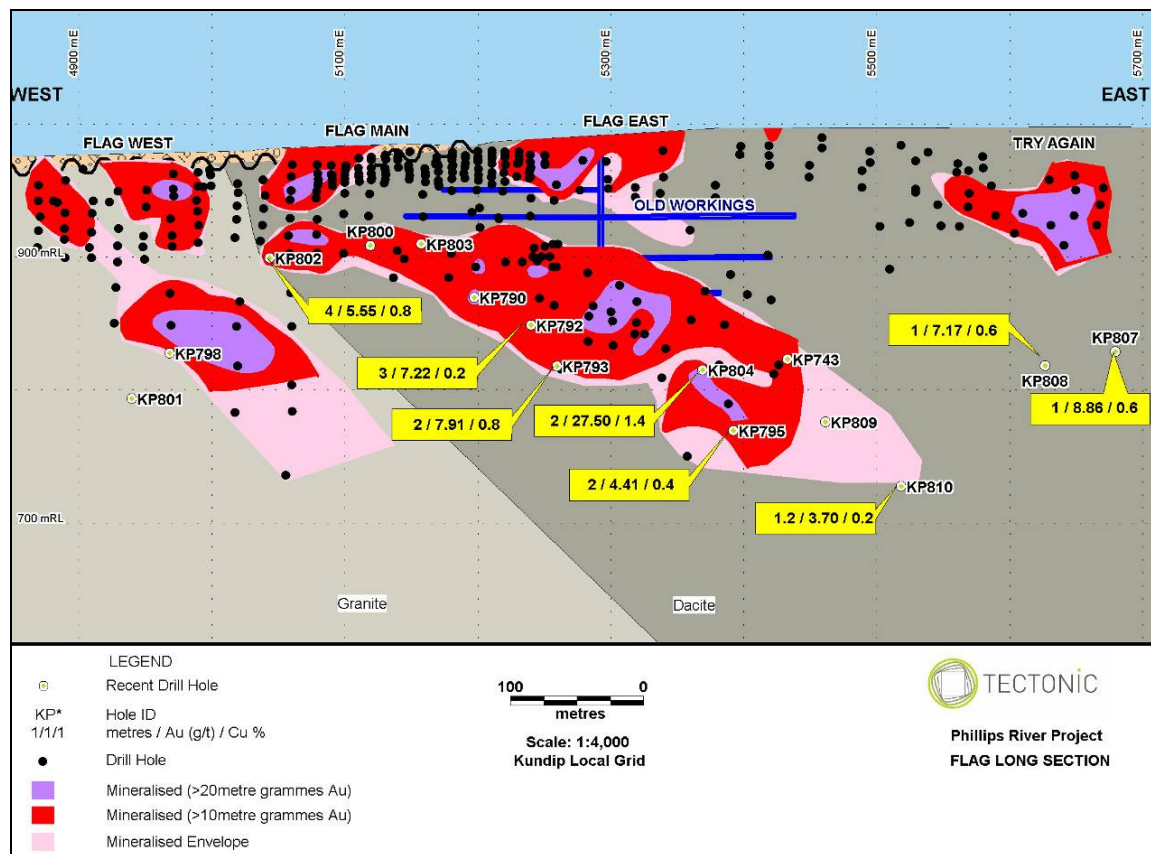 4900 mE
5100 mE
5300 mE
5500 mE
5700 mE
WEST
EAST
FLAG WEST
FLAG MAIN
FLAG EAST
TRY AGAIN
OLD WORKINGS
900 mRL
KP802
KP800
KP803
4 / 5.55 / 0.8
KP790
KP792
3 / 7.22 / 0.2
KP793
2 / 7.91 / 0.8
KP798
KP801
KP804
2 / 27.50 / 1.4
KP743
KP795
2 / 4.41 / 0.4
KP809
KP810
1.2 / 3.70 / 0.2
1 / 7.17 / 0.6
KP808
KP807
1 / 8.86 / 0.6
700 mRL
Granite
Dacite
LEGEND
Recent Drill Hole
KP* Hole ID
1/1/1 metres / Au (g/t) / Cu %
Drill Hole
Mineralised (>20metre grammes Au)
Mineralised (>10metre grammes Au)
Mineralised Envelope
100 0
metres
Scale: 1:4,000
Kundip Local Grid
TECTONIC
Phillips River Project
FLAG LONG SECTION